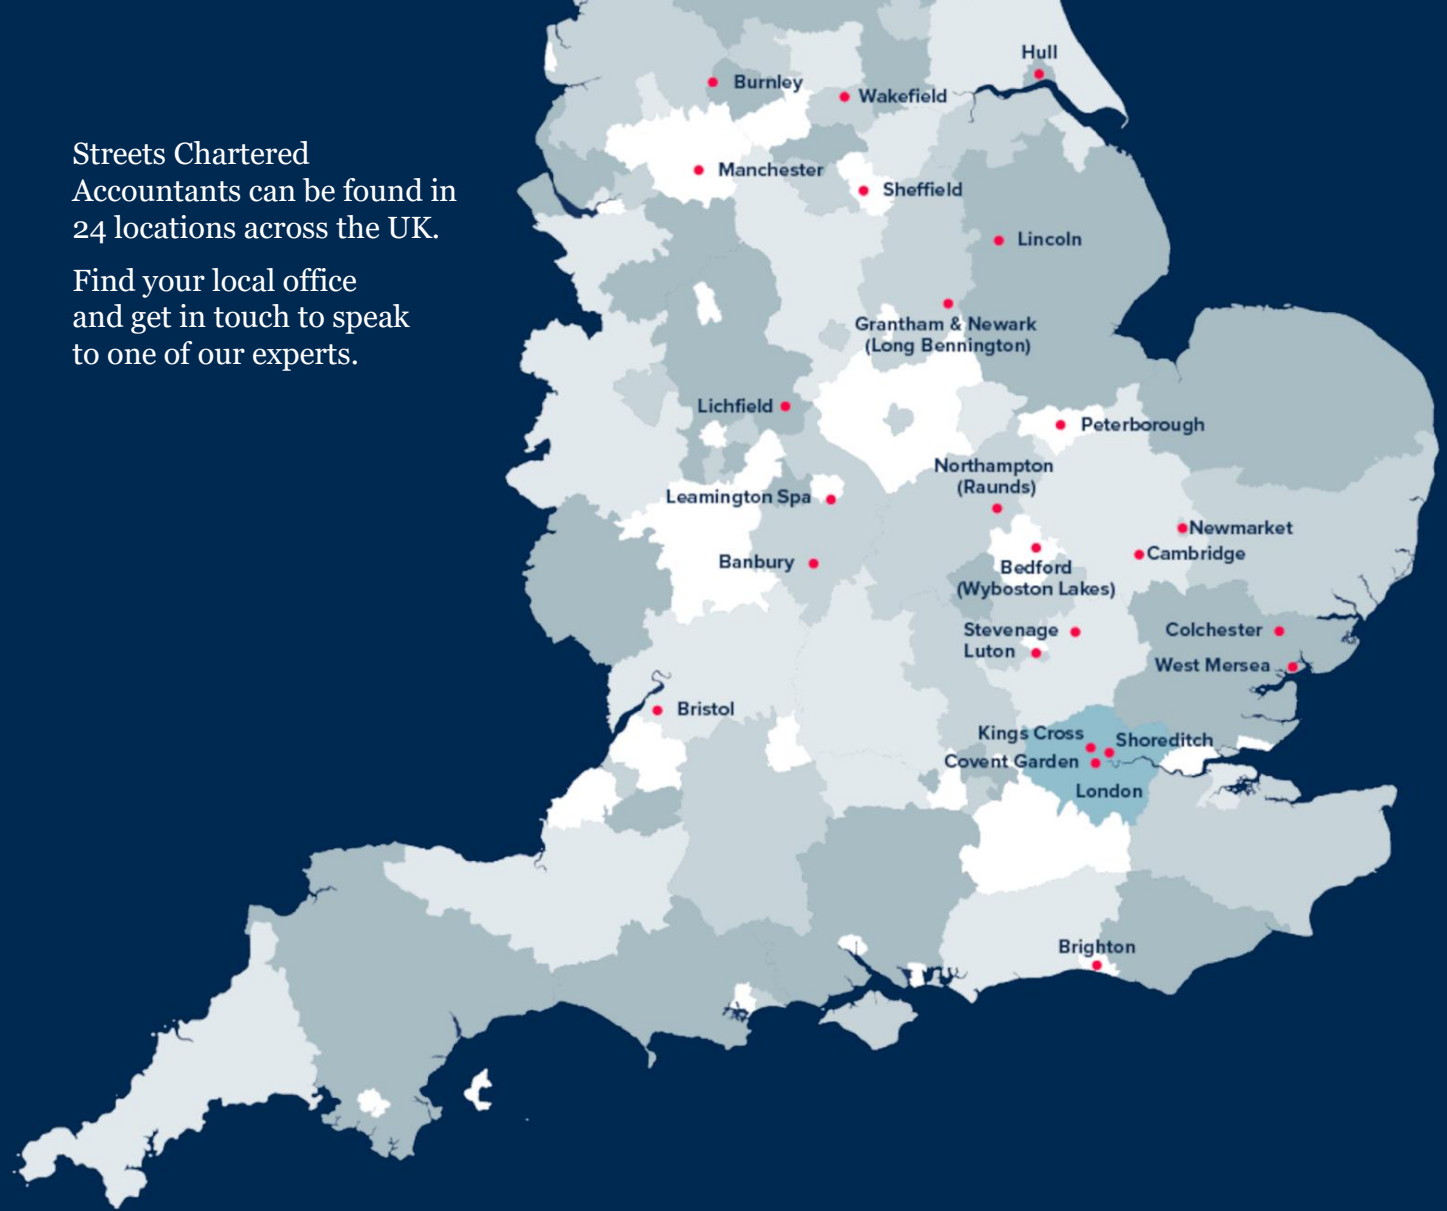 Streets Chartered
Accountants can be found in
24 locations across the UK.
Find your local office
and get in touch to speak
to one of our experts.
Hull
Burnley
Wakefield
Manchester
Sheffield
Lincoln
Grantham & Newark
(Long Bennington)
Lichfield
Peterborough
Northampton
(Raunds)
Leamington Spa
Newmarket
Cambridge
Banbury
Bedford
(Wyboston Lakes)
Stevenage
Luton
Colchester
West Mersea
Bristol
Kings Cross
Shoreditch
Covent Garden
London
Brighton